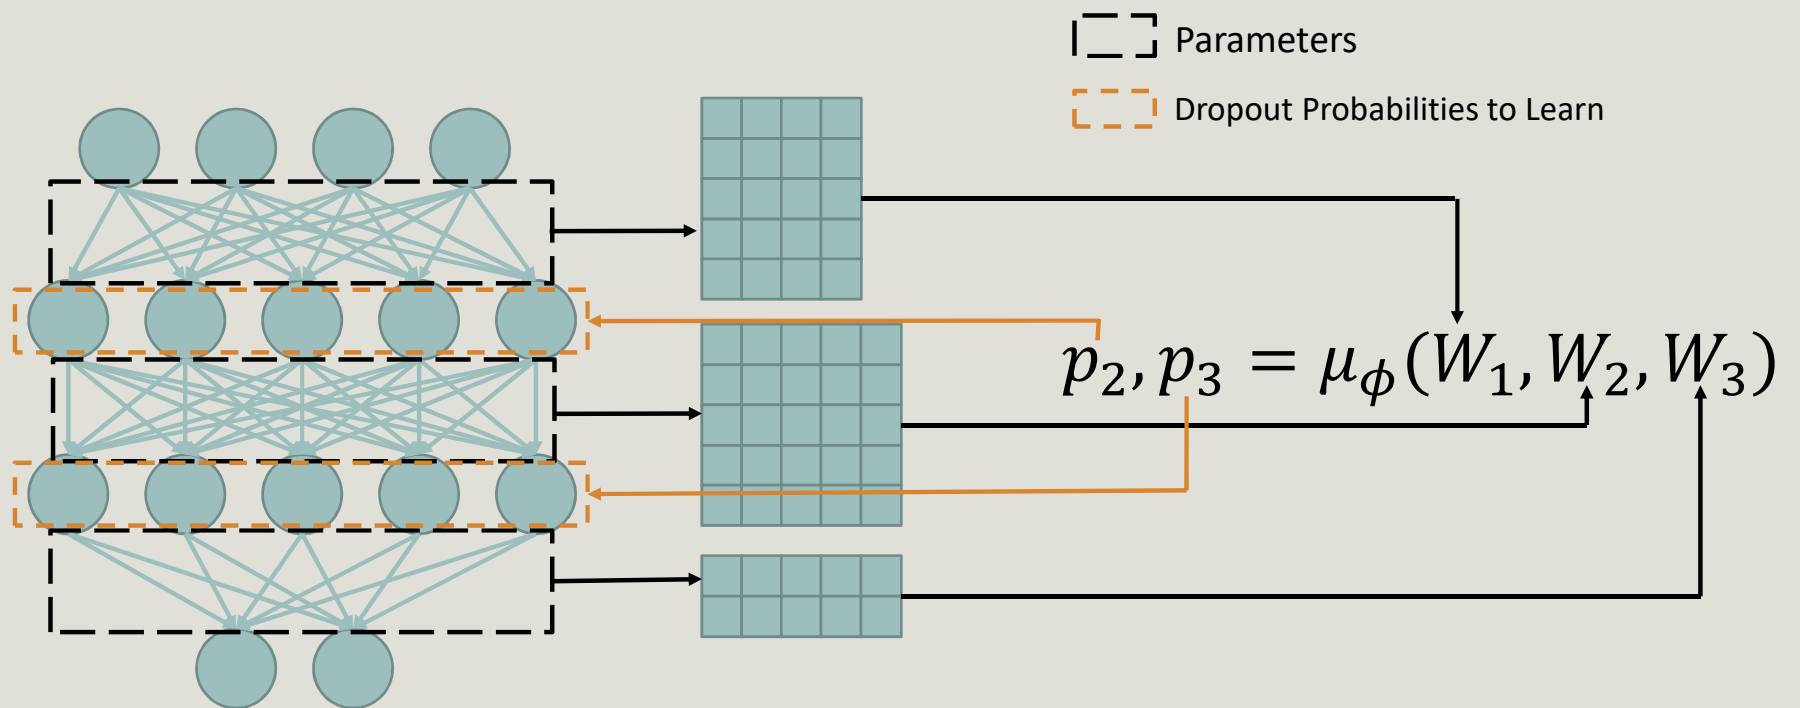 Parameters
Dropout Probabilities to Learn
p₂, p₃ = μ_ϕ(W₁, W₂, W₃)